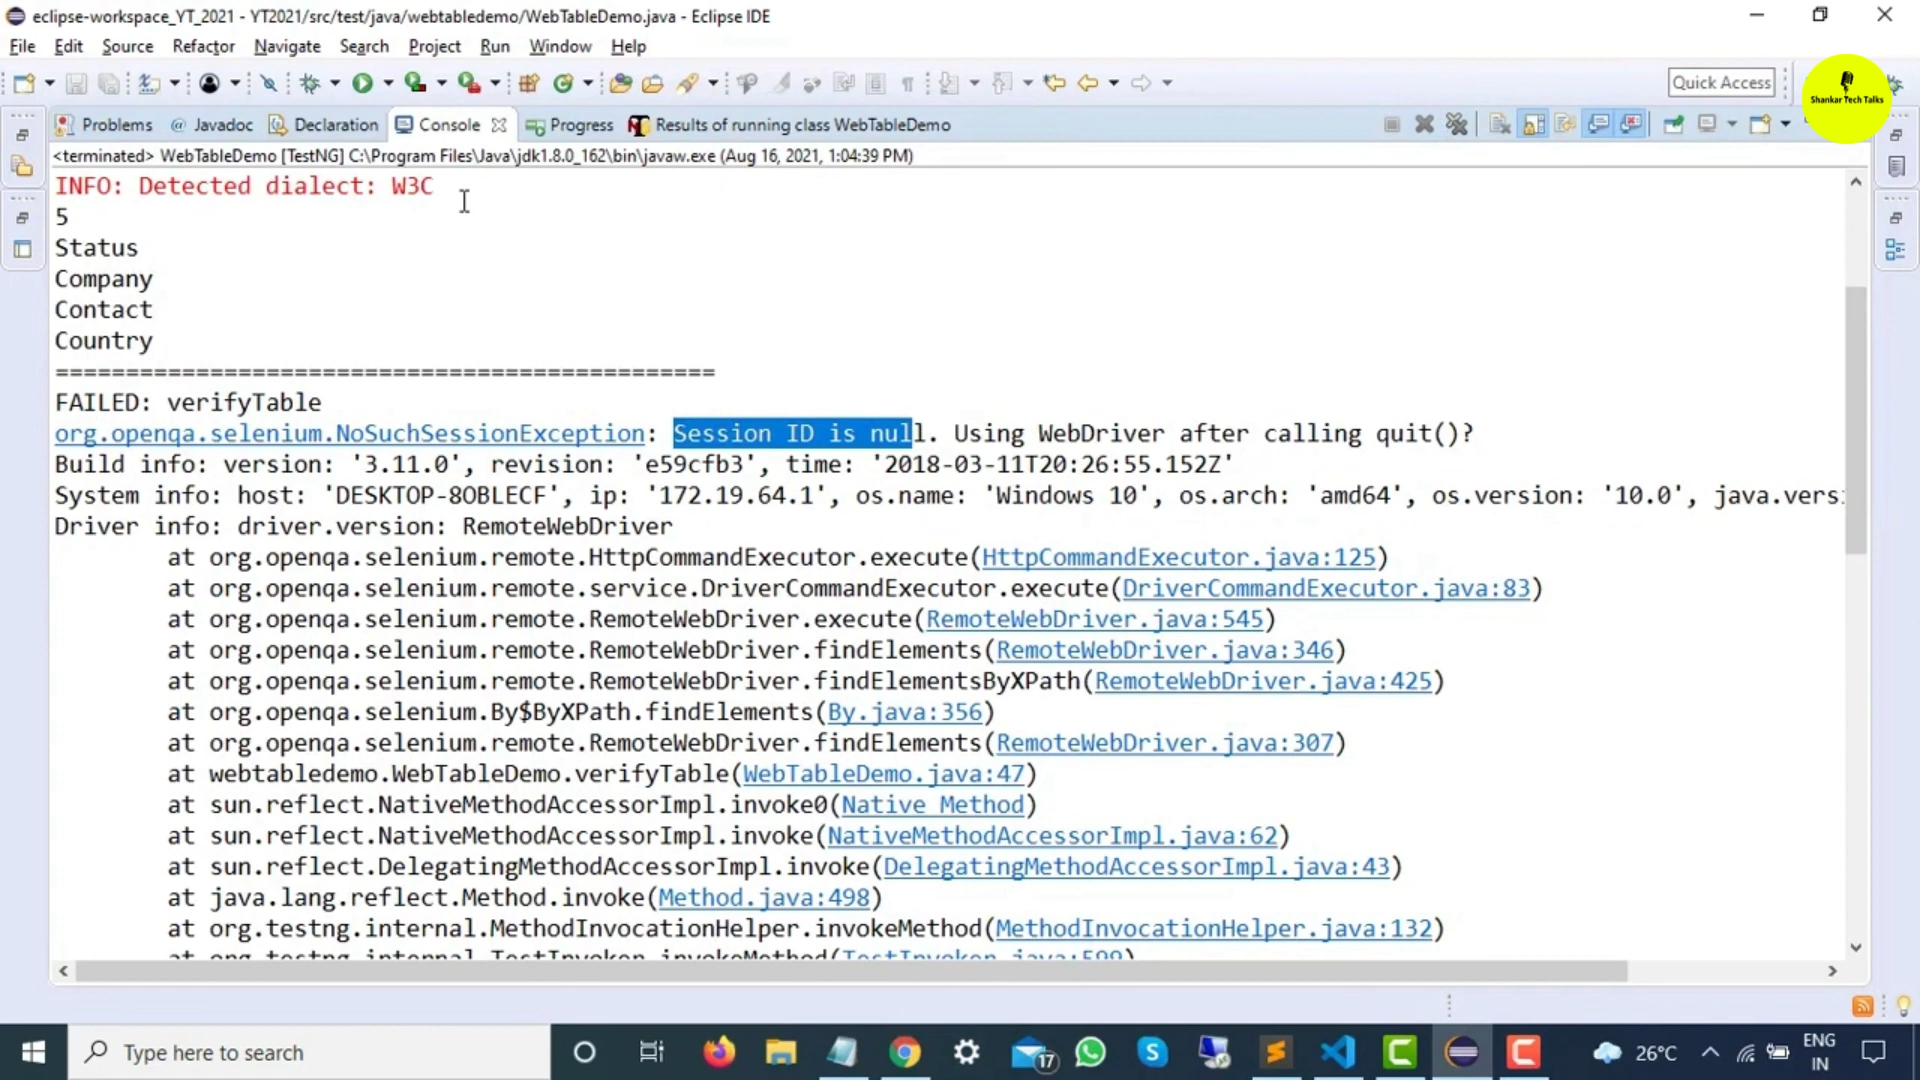 eclipse-workspace_YT_2021 - YT2021/src/test/java/webtabledemo/WebTableDemo.java - Eclipse IDE
File Edit Source Refactor Navigate Search Project Run Window Help
Quick Access
Shankar Tech Talks
Problems @ Javadoc Declaration Console Progress Results of running class WebTableDemo
<terminated> WebTableDemo [TestNG] C:\Program Files\Java\jdk1.8.0_162\bin\javaw.exe (Aug 16, 2021, 1:04:39 PM)
INFO: Detected dialect: W3C
5
Status
Company
Contact
Country
===============================================
FAILED: verifyTable
org.openqa.selenium.NoSuchSessionException: Session ID is null. Using WebDriver after calling quit()?
Build info: version: '3.11.0', revision: 'e59cfb3', time: '2018-03-11T20:26:55.152Z'
System info: host: 'DESKTOP-8OBLECF', ip: '172.19.64.1', os.name: 'Windows 10', os.arch: 'amd64', os.version: '10.0', java.versi
Driver info: driver.version: RemoteWebDriver
at org.openqa.selenium.remote.HttpCommandExecutor.execute(HttpCommandExecutor.java:125)
at org.openqa.selenium.remote.service.DriverCommandExecutor.execute(DriverCommandExecutor.java:83)
at org.openqa.selenium.remote.RemoteWebDriver.execute(RemoteWebDriver.java:545)
at org.openqa.selenium.remote.RemoteWebDriver.findElements(RemoteWebDriver.java:346)
at org.openqa.selenium.remote.RemoteWebDriver.findElementsByXPath(RemoteWebDriver.java:425)
at org.openqa.selenium.By$ByXPath.findElements(By.java:356)
at org.openqa.selenium.remote.RemoteWebDriver.findElements(RemoteWebDriver.java:307)
at webtabledemo.WebTableDemo.verifyTable(WebTableDemo.java:47)
at sun.reflect.NativeMethodAccessorImpl.invoke0(Native Method)
at sun.reflect.NativeMethodAccessorImpl.invoke(NativeMethodAccessorImpl.java:62)
at sun.reflect.DelegatingMethodAccessorImpl.invoke(DelegatingMethodAccessorImpl.java:43)
at java.lang.reflect.Method.invoke(Method.java:498)
at org.testng.internal.MethodInvocationHelper.invokeMethod(MethodInvocationHelper.java:132)
at org.testng.internal.TestInvoker.invokeMethod(TestInvoker.java:599)
Type here to search
17
26°C
ENG
IN